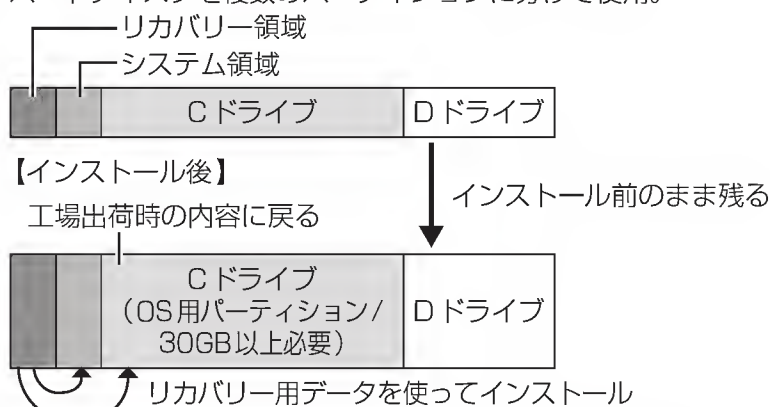 リカバリー領域
システム領域
Cドライブ
Dドライブ
【インストール後】
インストール前のまま残る
工場出荷時の内容に戻る
Cドライブ
(OS用パーティション/
30GB以上必要)
Dドライブ
リカバリー用データを使ってインストール